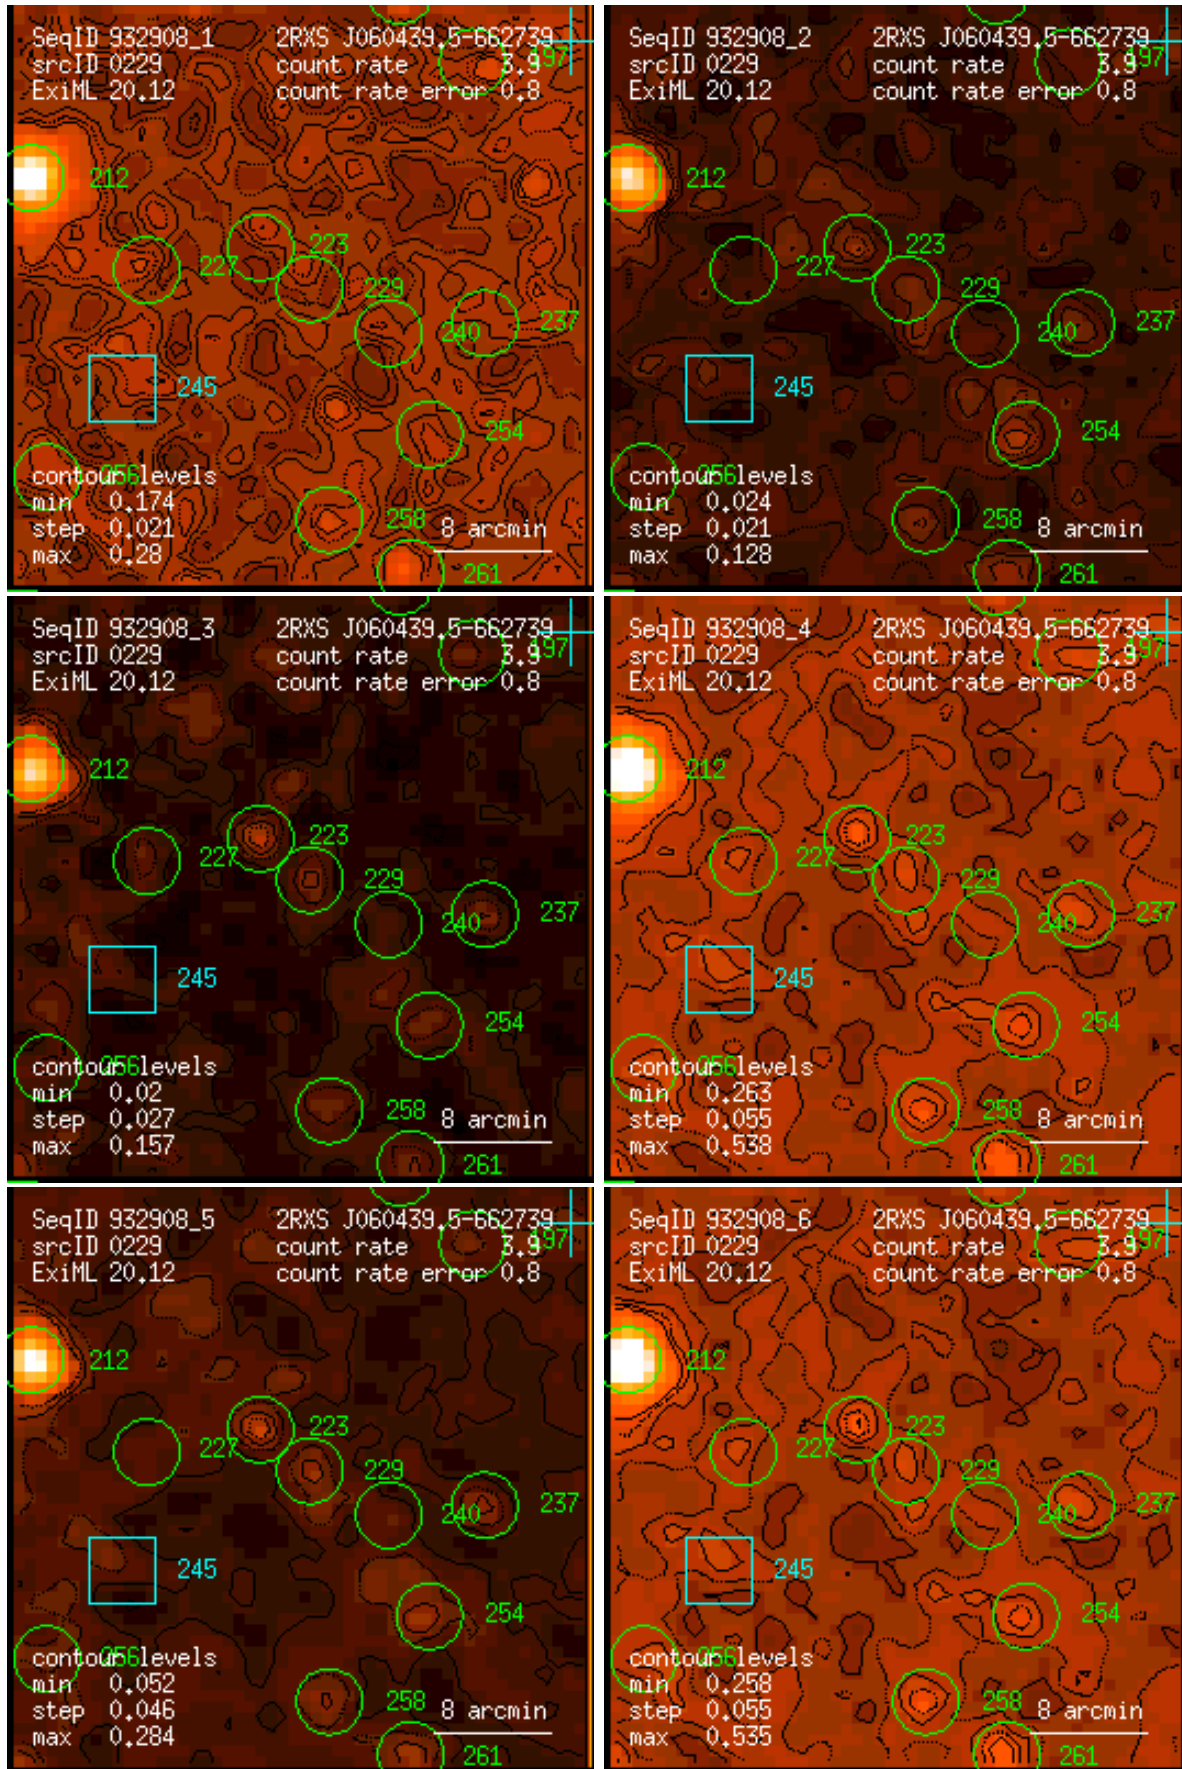 SeqID 932908_1 2RXS J060439.5-662739
srcID 0229 count rate 3.9 197
ExiML 20.12 count rate error 0.8
212
223
227
229
240 237
245
254
256
contour levels
min 0.174
step 0.021 258 8 arcmin
max 0.28
261
SeqID 932908_2 2RXS J060439.5-662739
srcID 0229 count rate 3.9 197
ExiML 20.12 count rate error 0.8
212
223
227
229
240 237
245
254
256
contour levels
min 0.024
step 0.021 258 8 arcmin
max 0.128
261
SeqID 932908_3 2RXS J060439.5-662739
srcID 0229 count rate 3.9 197
ExiML 20.12 count rate error 0.8
212
223
227
229
240 237
245
254
256
contour levels
min 0.02
step 0.027 258 8 arcmin
max 0.157
261
SeqID 932908_4 2RXS J060439.5-662739
srcID 0229 count rate 3.9 197
ExiML 20.12 count rate error 0.8
212
223
227
229
240 237
245
254
256
contour levels
min 0.263
step 0.055 258 8 arcmin
max 0.538
261
SeqID 932908_5 2RXS J060439.5-662739
srcID 0229 count rate 3.9 197
ExiML 20.12 count rate error 0.8
212
223
227
229
240 237
245
254
256
contour levels
min 0.052
step 0.046 258 8 arcmin
max 0.284
261
SeqID 932908_6 2RXS J060439.5-662739
srcID 0229 count rate 3.9 197
ExiML 20.12 count rate error 0.8
212
223
227
229
240 237
245
254
256
contour levels
min 0.258
step 0.055 258 8 arcmin
max 0.535
261